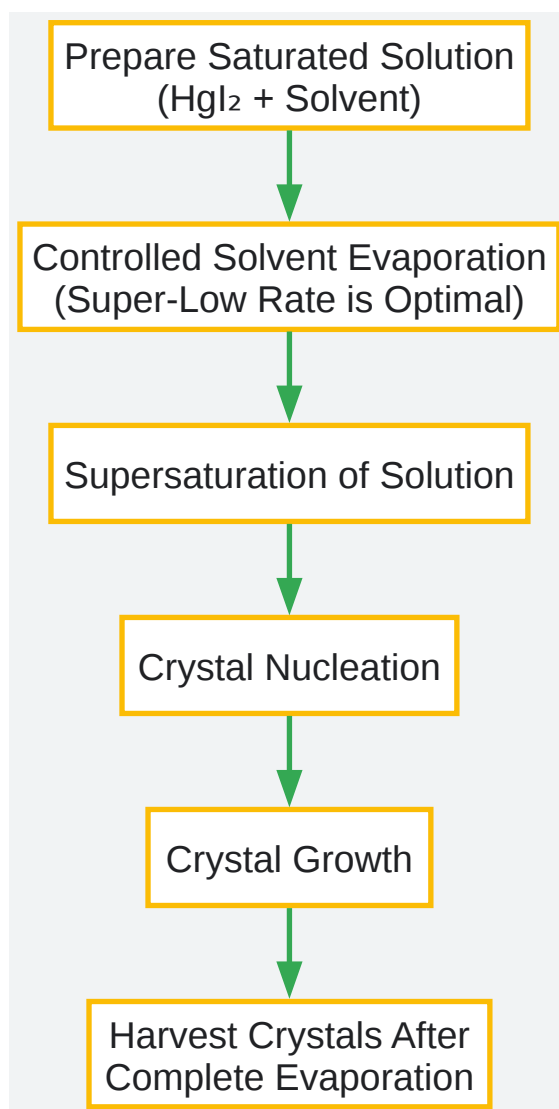 Prepare Saturated Solution
(HgI₂ + Solvent)
Controlled Solvent Evaporation
(Super-Low Rate is Optimal)
Supersaturation of Solution
Crystal Nucleation
Crystal Growth
Harvest Crystals After
Complete Evaporation